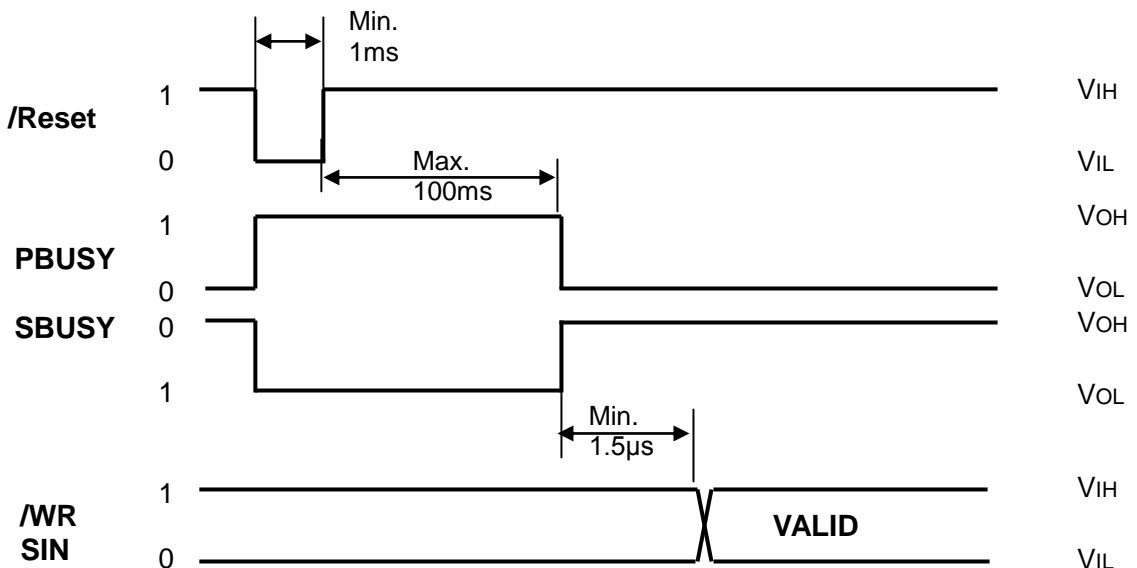 Min.
1ms
/Reset 1 VIH
0 VIL
Max.
100ms
PBUSY 1 VOH
0 VOL
SBUSY 0 VOH
1 VOL
Min.
1.5µs
/WR
SIN 1 VIH
VALID
0 VIL